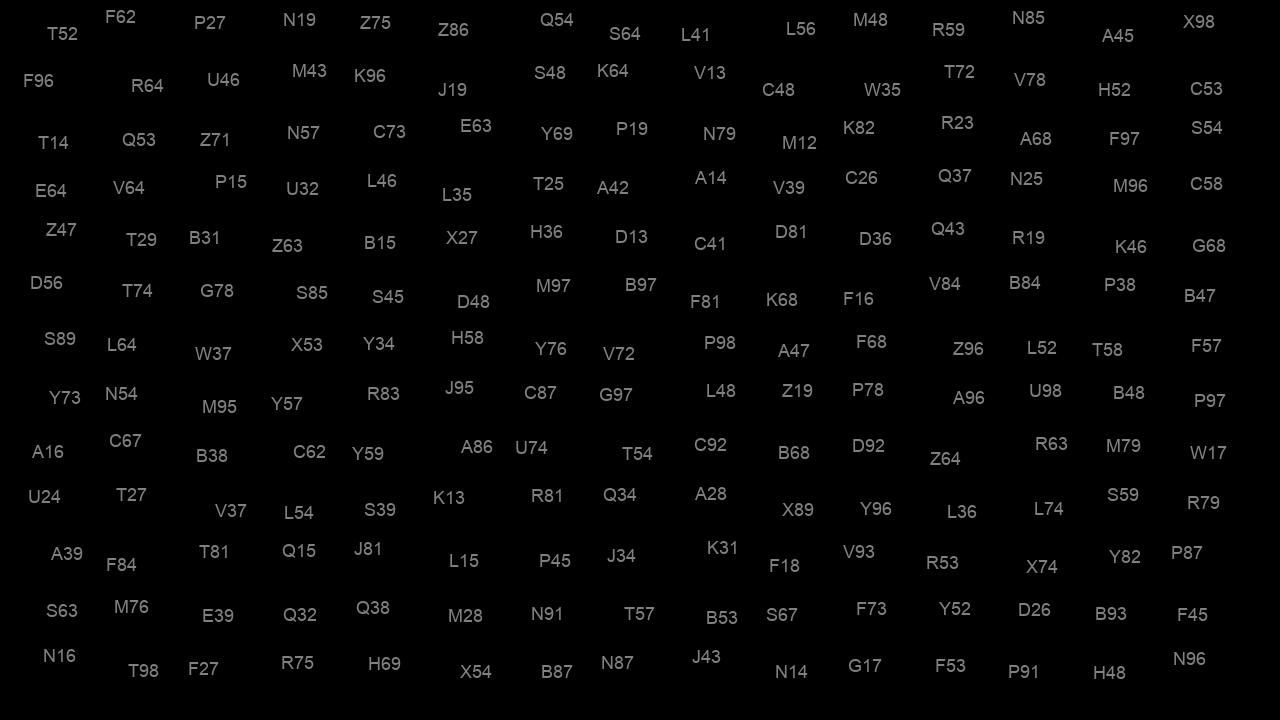 T52 F62 P27 N19 Z75 Z86 Q54 S64 L41 L56 M48 R59 N85 A45 X98
F96 R64 U46 M43 K96 J19 S48 K64 V13 C48 W35 T72 V78 H52 C53
T14 Q53 Z71 N57 C73 E63 Y69 P19 N79 M12 K82 R23 A68 F97 S54
E64 V64 P15 U32 L46 L35 T25 A42 A14 V39 C26 Q37 N25 M96 C58
Z47 T29 B31 Z63 B15 X27 H36 D13 C41 D81 D36 Q43 R19 K46 G68
D56 T74 G78 S85 S45 D48 M97 B97 F81 K68 F16 V84 B84 P38 B47
S89 L64 W37 X53 Y34 H58 Y76 V72 P98 A47 F68 Z96 L52 T58 F57
Y73 N54 M95 Y57 R83 J95 C87 G97 L48 Z19 P78 A96 U98 B48 P97
A16 C67 B38 C62 Y59 A86 U74 T54 C92 B68 D92 Z64 R63 M79 W17
U24 T27 V37 L54 S39 K13 R81 Q34 A28 X89 Y96 L36 L74 S59 R79
A39 F84 T81 Q15 J81 L15 P45 J34 K31 F18 V93 R53 X74 Y82 P87
S63 M76 E39 Q32 Q38 M28 N91 T57 B53 S67 F73 Y52 D26 B93 F45
N16 T98 F27 R75 H69 X54 B87 N87 J43 N14 G17 F53 P91 H48 N96